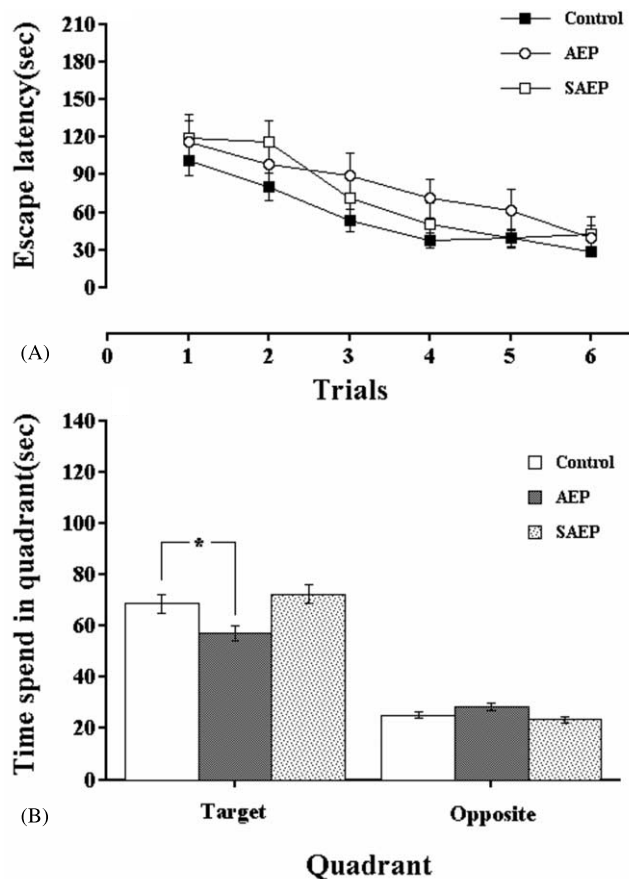 210
180
150
120
90
60
30
0
Escape latency(sec)
Control
AEP
SAEP
(A)
0 1 2 3 4 5 6
Trials
140
120
100
80
60
40
20
0
Time spend in quadrant(sec)
Control
AEP
SAEP
*
(B)
Target Opposite
Quadrant